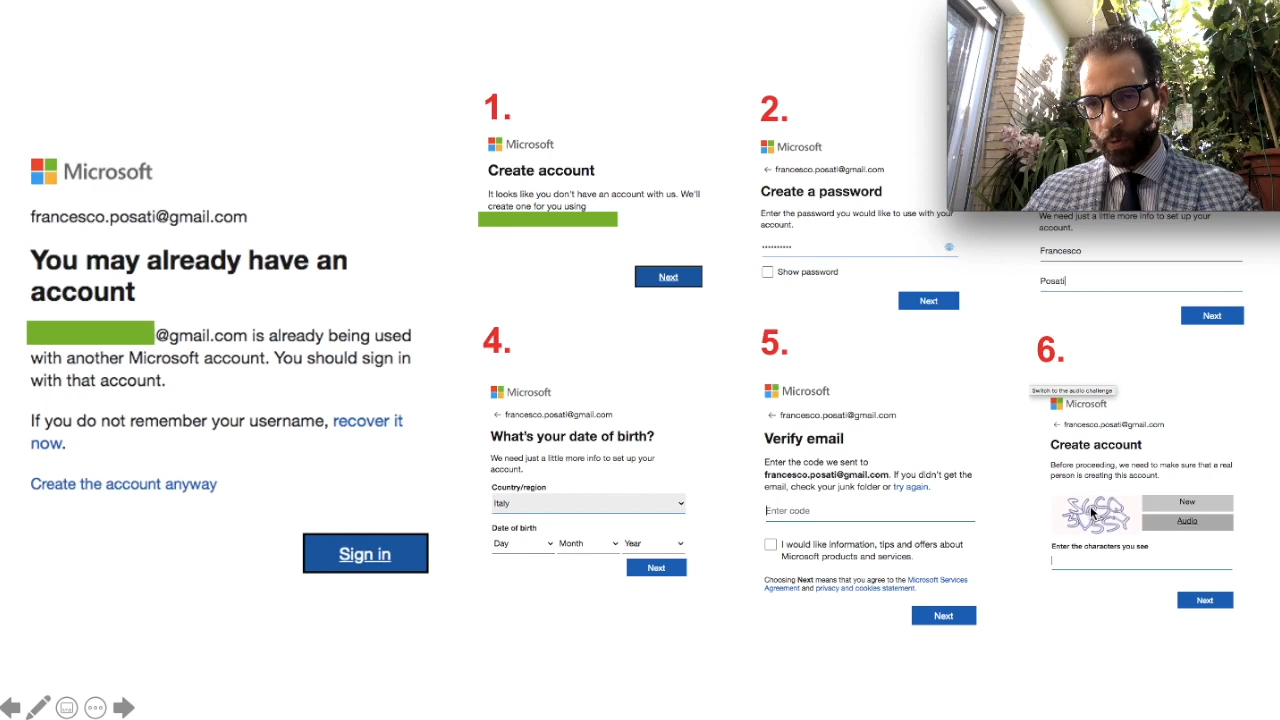 Microsoft
francesco.posati@gmail.com
You may already have an
account
@gmail.com is already being used
with another Microsoft account. You should sign in
with that account.
If you do not remember your username, recover it
now.
Create the account anyway
Sign in
1.
Microsoft
Create account
It looks like you don't have an account with us. We'll
create one for you using
Next
2.
Microsoft
← francesco.posati@gmail.com
Create a password
Enter the password you would like to use with your
account.
Show password
Next
We need just a little more info to set up your
account.
Francesco
Posati
Next
4.
Microsoft
← francesco.posati@gmail.com
What's your date of birth?
We need just a little more info to set up your
account.
Country/region
Italy
Date of birth
Day Month Year
Next
5.
Microsoft
← francesco.posati@gmail.com
Verify email
Enter the code we sent to
francesco.posati@gmail.com. If you didn't get the
email, check your junk folder or try again.
Enter code
I would like information, tips and offers about
Microsoft products and services.
Choosing Next means that you agree to the Microsoft Services
Agreement and privacy and cookies statement.
Next
6.
Switch to the audio challenge
Microsoft
← francesco.posati@gmail.com
Create account
Before proceeding, we need to make sure that a real
person is creating this account.
New
Audio
Enter the characters you see
Next